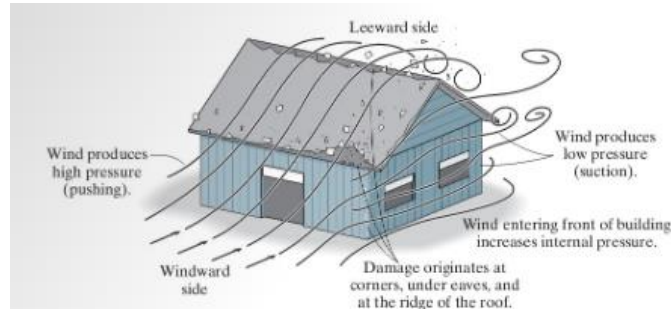 Leeward side
Wind produces
high pressure
(pushing).
Wind produces
low pressure
(suction).
Wind entering front of building
increases internal pressure.
Windward
side
Damage originates at
corners, under eaves, and
at the ridge of the roof.